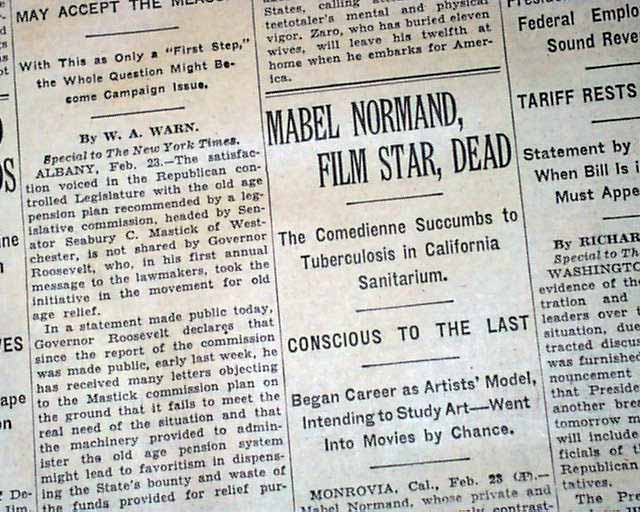 MAY ACCEPT THE
With This as Only a "First Step,"
the Whole Question Might Be-
come Campaign Issue.
By W. A. WARN.
Special to The New York Times.
ALBANY, Feb. 23.—The satisfac-
tion voiced in the Republican con-
trolled Legislature with the old age
pension plan recommended by a leg-
islative commission, headed by Sen-
ator Seabury C. Mastick of West-
chester, is not shared by Governor
Roosevelt, who, in his first annual
message to the lawmakers, took the
initiative in the movement for old
age relief.
In a statement made public today,
Governor Roosevelt declares that
since the report of the commission
was made public, early last week, he
has received many letters objecting
to the Mastick commission plan on
the ground that it fails to meet the
real need of the situation and that
the machinery provided to admin-
ister the old age pension system
might lead to favoritism in dispens-
ing the State's bounty and waste of
the funds provided for relief pur-
States, calling
teetotaler's mental and physical
vigor. Zaro, who has buried eleven
wives, will leave his twelfth at
home when he embarks for Amer-
ica.
MABEL NORMAND,
FILM STAR, DEAD
The Comedienne Succumbs to
Tuberculosis in California
Sanitarium.
CONSCIOUS TO THE LAST
Began Career as Artists' Model,
Intending to Study Art—Went
Into Movies by Chance.
MONROVIA, Cal., Feb. 23 (AP).—
Mabel Normand, whose private and
contrast-
Federal Emplo
Sound Reve
TARIFF RESTS
Statement by
When Bill is i
Must Appe
By RICHAR
Special to Th
WASHINGTO
evidence of the
tration and
leaders over t
situation, due
tracted discus
was furnished
nouncement
that Preside
another brea
tomorrow m
will include
ficials of t
Republican
tatives.
The Pre